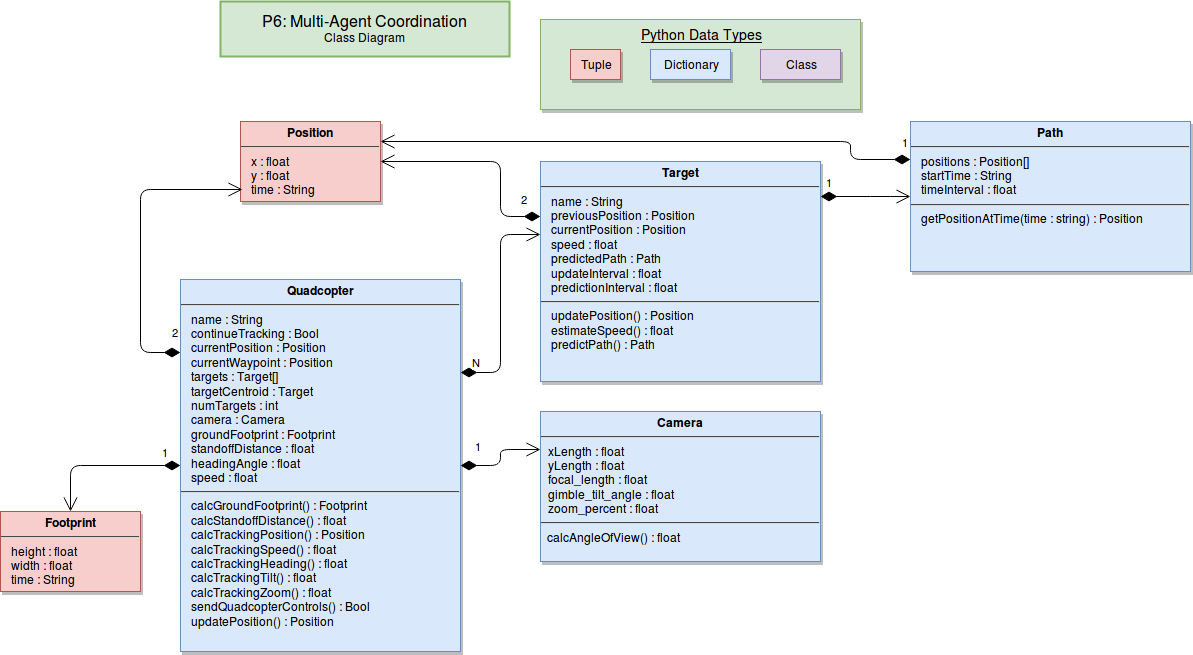 P6: Multi-Agent Coordination
Class Diagram
Python Data Types
Tuple
Dictionary
Class
Position
x : float
y : float
time : String
Path
positions : Position[]
startTime : String
timeInterval : float
getPositionAtTime(time : string) : Position
1
Target
name : String
previousPosition : Position
currentPosition : Position
speed : float
predictedPath : Path
updateInterval : float
predictionInterval : float
updatePosition() : Position
estimateSpeed() : float
predictPath() : Path
2
1
Quadcopter
name : String
continueTracking : Bool
currentPosition : Position
currentWaypoint : Position
targets : Target[]
targetCentroid : Target
numTargets : int
camera : Camera
groundFootprint : Footprint
standoffDistance : float
headingAngle : float
speed : float
calcGroundFootprint() : Footprint
calcStandoffDistance() : float
calcTrackingPosition() : Position
calcTrackingSpeed() : float
calcTrackingHeading() : float
calcTrackingTilt() : float
calcTrackingZoom() : float
sendQuadcopterControls() : Bool
updatePosition() : Position
2
N
1
1
Camera
xLength : float
yLength : float
focal_length : float
gimble_tilt_angle : float
zoom_percent : float
calcAngleOfView() : float
Footprint
height : float
width : float
time : String